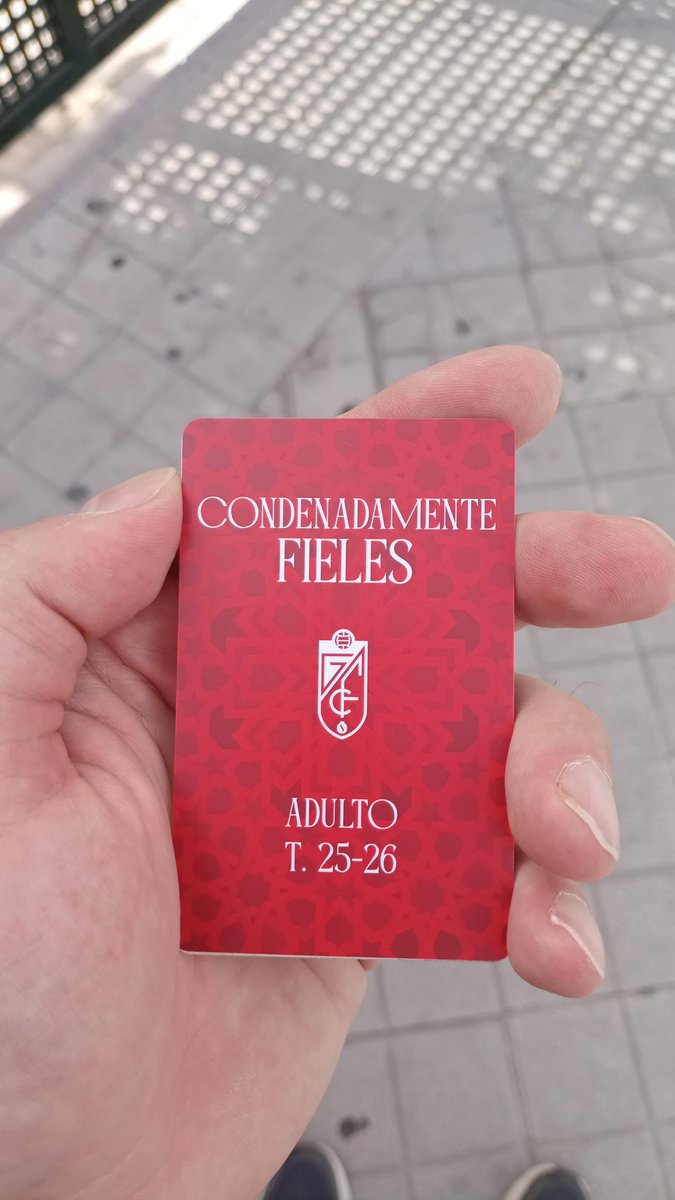 CONDENADAMENTE
FIELES
ADULTO
T. 25-26